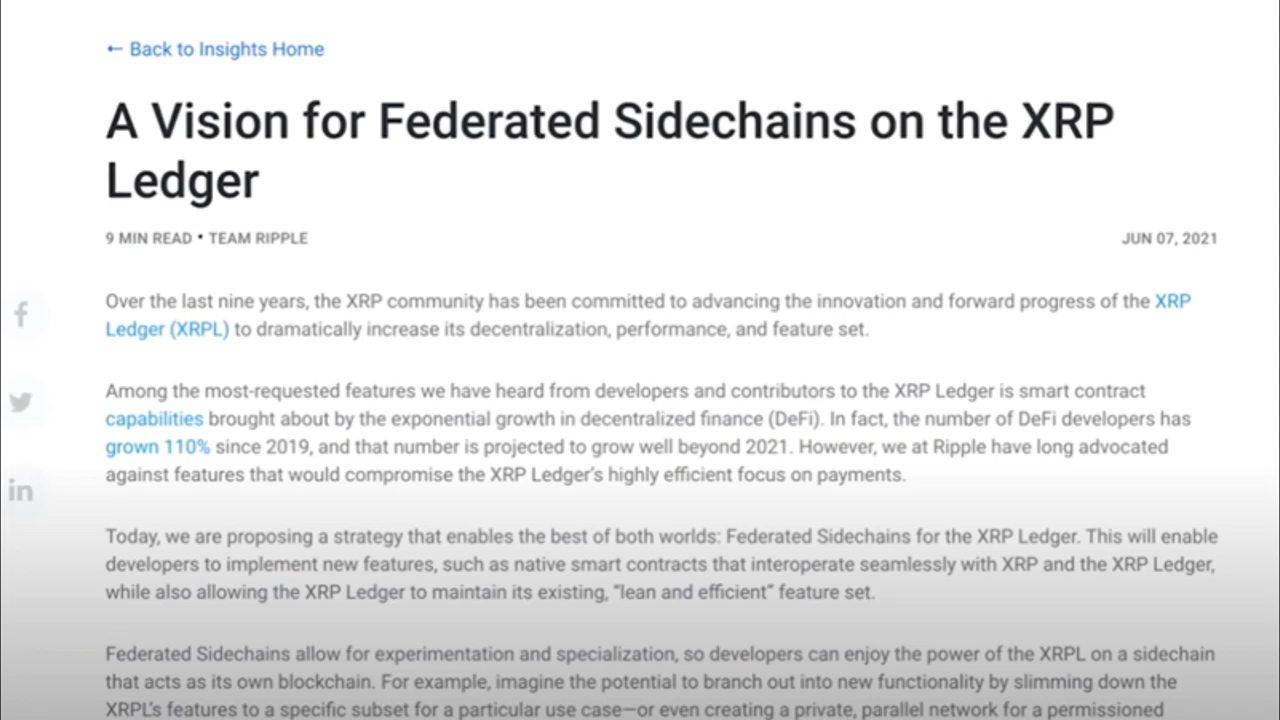 ← Back to Insights Home
A Vision for Federated Sidechains on the XRP
Ledger
9 MIN READ • TEAM RIPPLE
JUN 07, 2021
Over the last nine years, the XRP community has been committed to advancing the innovation and forward progress of the XRP
Ledger (XRPL) to dramatically increase its decentralization, performance, and feature set.
Among the most-requested features we have heard from developers and contributors to the XRP Ledger is smart contract
capabilities brought about by the exponential growth in decentralized finance (DeFi). In fact, the number of DeFi developers has
grown 110% since 2019, and that number is projected to grow well beyond 2021. However, we at Ripple have long advocated
against features that would compromise the XRP Ledger's highly efficient focus on payments.
Today, we are proposing a strategy that enables the best of both worlds: Federated Sidechains for the XRP Ledger. This will enable
developers to implement new features, such as native smart contracts that interoperate seamlessly with XRP and the XRP Ledger,
while also allowing the XRP Ledger to maintain its existing, “lean and efficient” feature set.
Federated Sidechains allow for experimentation and specialization, so developers can enjoy the power of the XRPL on a sidechain
that acts as its own blockchain. For example, imagine the potential to branch out into new functionality by slimming down the
XRPL's features to a specific subset for a particular use case—or even creating a private, parallel network for a permissioned